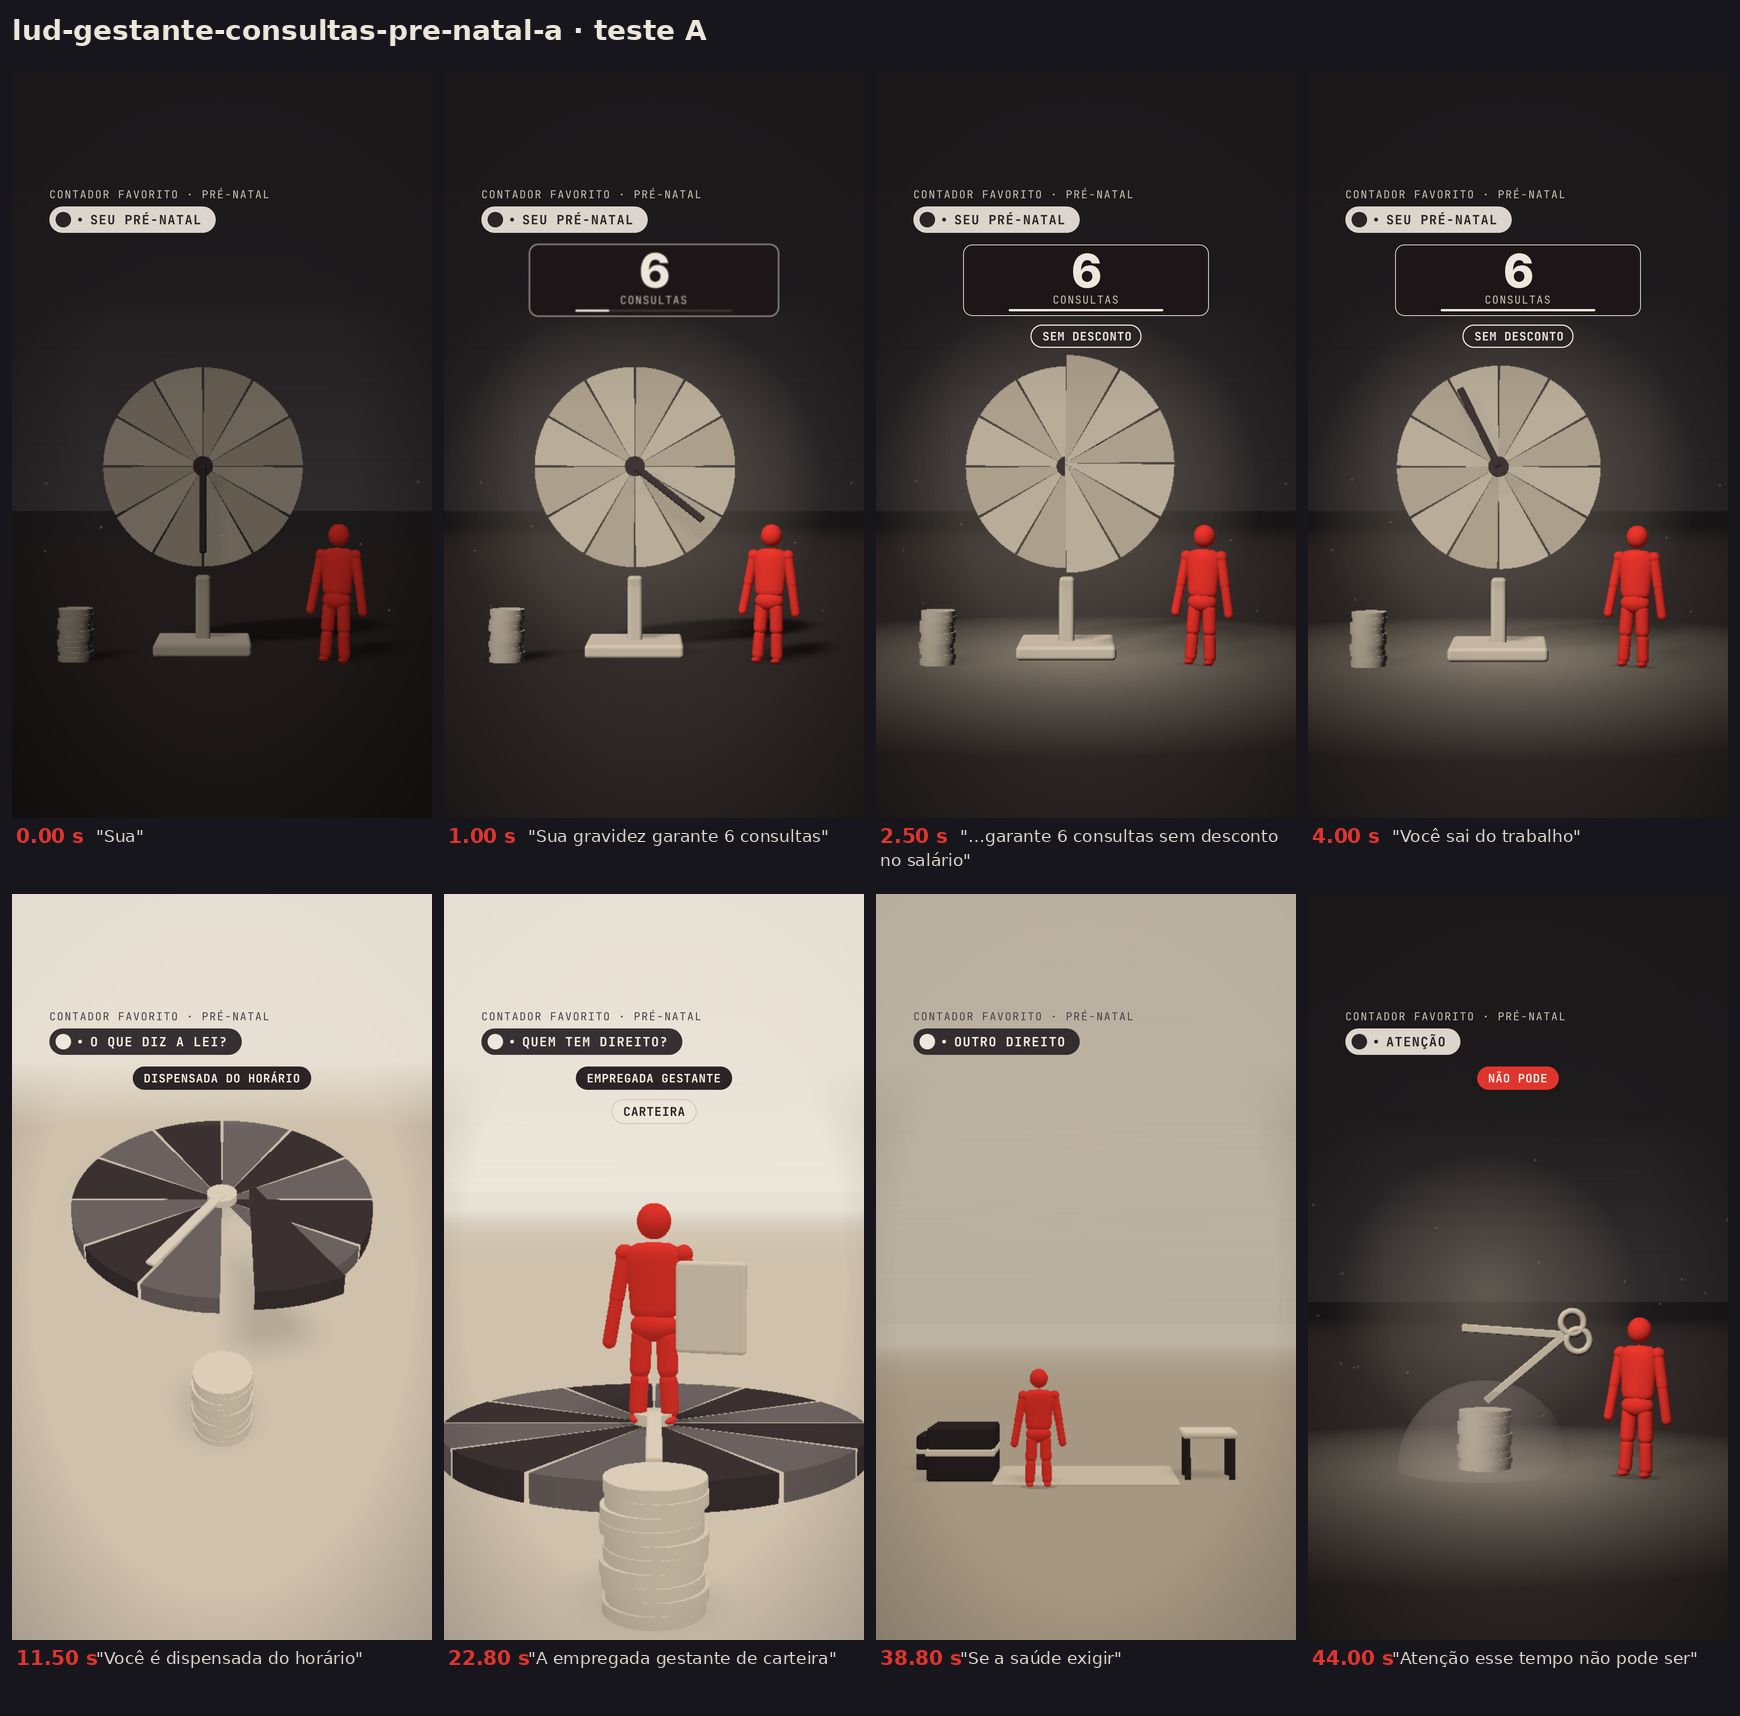 lud-gestante-consultas-pre-natal-a · teste A
CONTADOR FAVORITO · PRÉ-NATAL
• SEU PRÉ-NATAL
0.00 s "Sua"
CONTADOR FAVORITO · PRÉ-NATAL
• SEU PRÉ-NATAL
6
CONSULTAS
1.00 s "Sua gravidez garante 6 consultas"
CONTADOR FAVORITO · PRÉ-NATAL
• SEU PRÉ-NATAL
6
CONSULTAS
SEM DESCONTO
2.50 s "...garante 6 consultas sem desconto
no salário"
CONTADOR FAVORITO · PRÉ-NATAL
• SEU PRÉ-NATAL
6
CONSULTAS
SEM DESCONTO
4.00 s "Você sai do trabalho"
CONTADOR FAVORITO · PRÉ-NATAL
• O QUE DIZ A LEI?
DISPENSADA DO HORÁRIO
11.50 s "Você é dispensada do horário"
CONTADOR FAVORITO · PRÉ-NATAL
• QUEM TEM DIREITO?
EMPREGADA GESTANTE
CARTEIRA
22.80 s "A empregada gestante de carteira"
CONTADOR FAVORITO · PRÉ-NATAL
• OUTRO DIREITO
38.80 s "Se a saúde exigir"
CONTADOR FAVORITO · PRÉ-NATAL
• ATENÇÃO
NÃO PODE
44.00 s "Atenção esse tempo não pode ser"